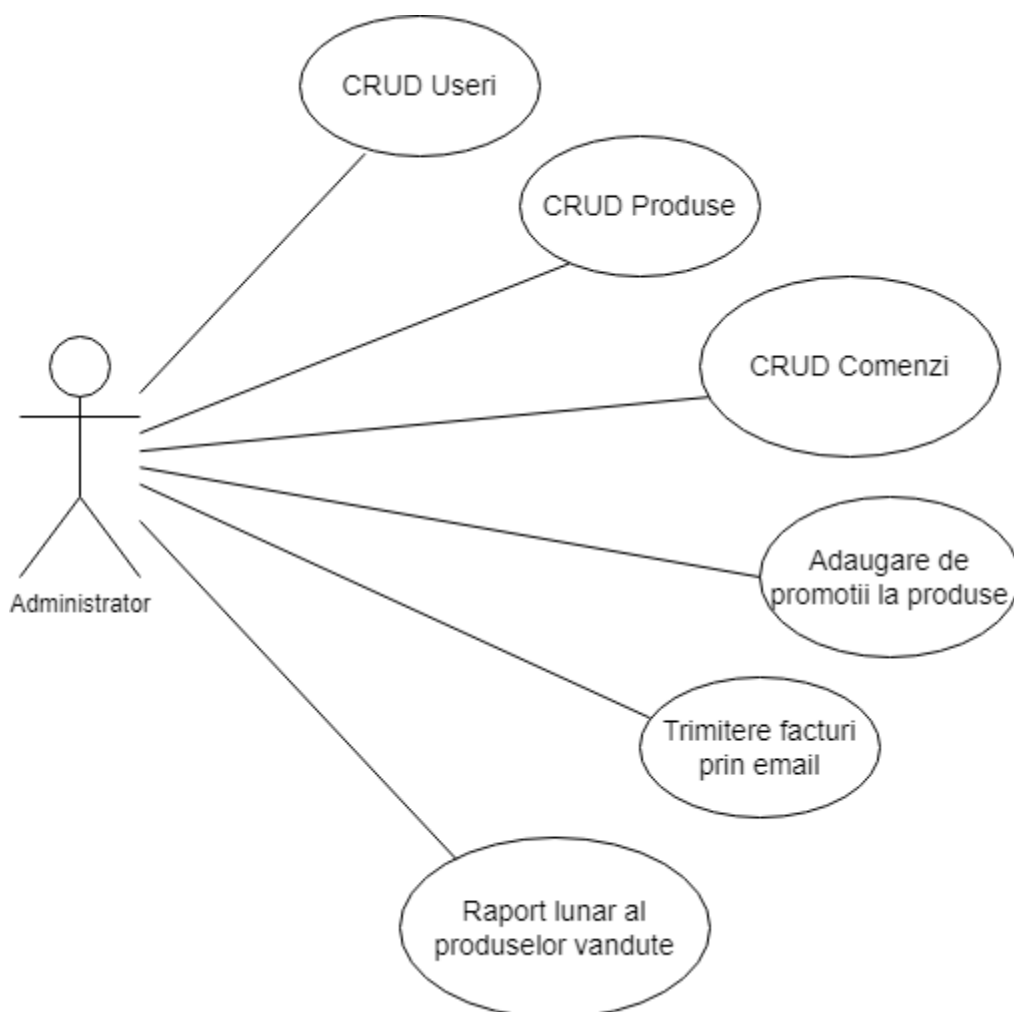 CRUD Useri
CRUD Produse
CRUD Comenzi
Adaugare de
promotii la produse
Administrator
Trimitere facturi
prin email
Raport lunar al
produselor vandute